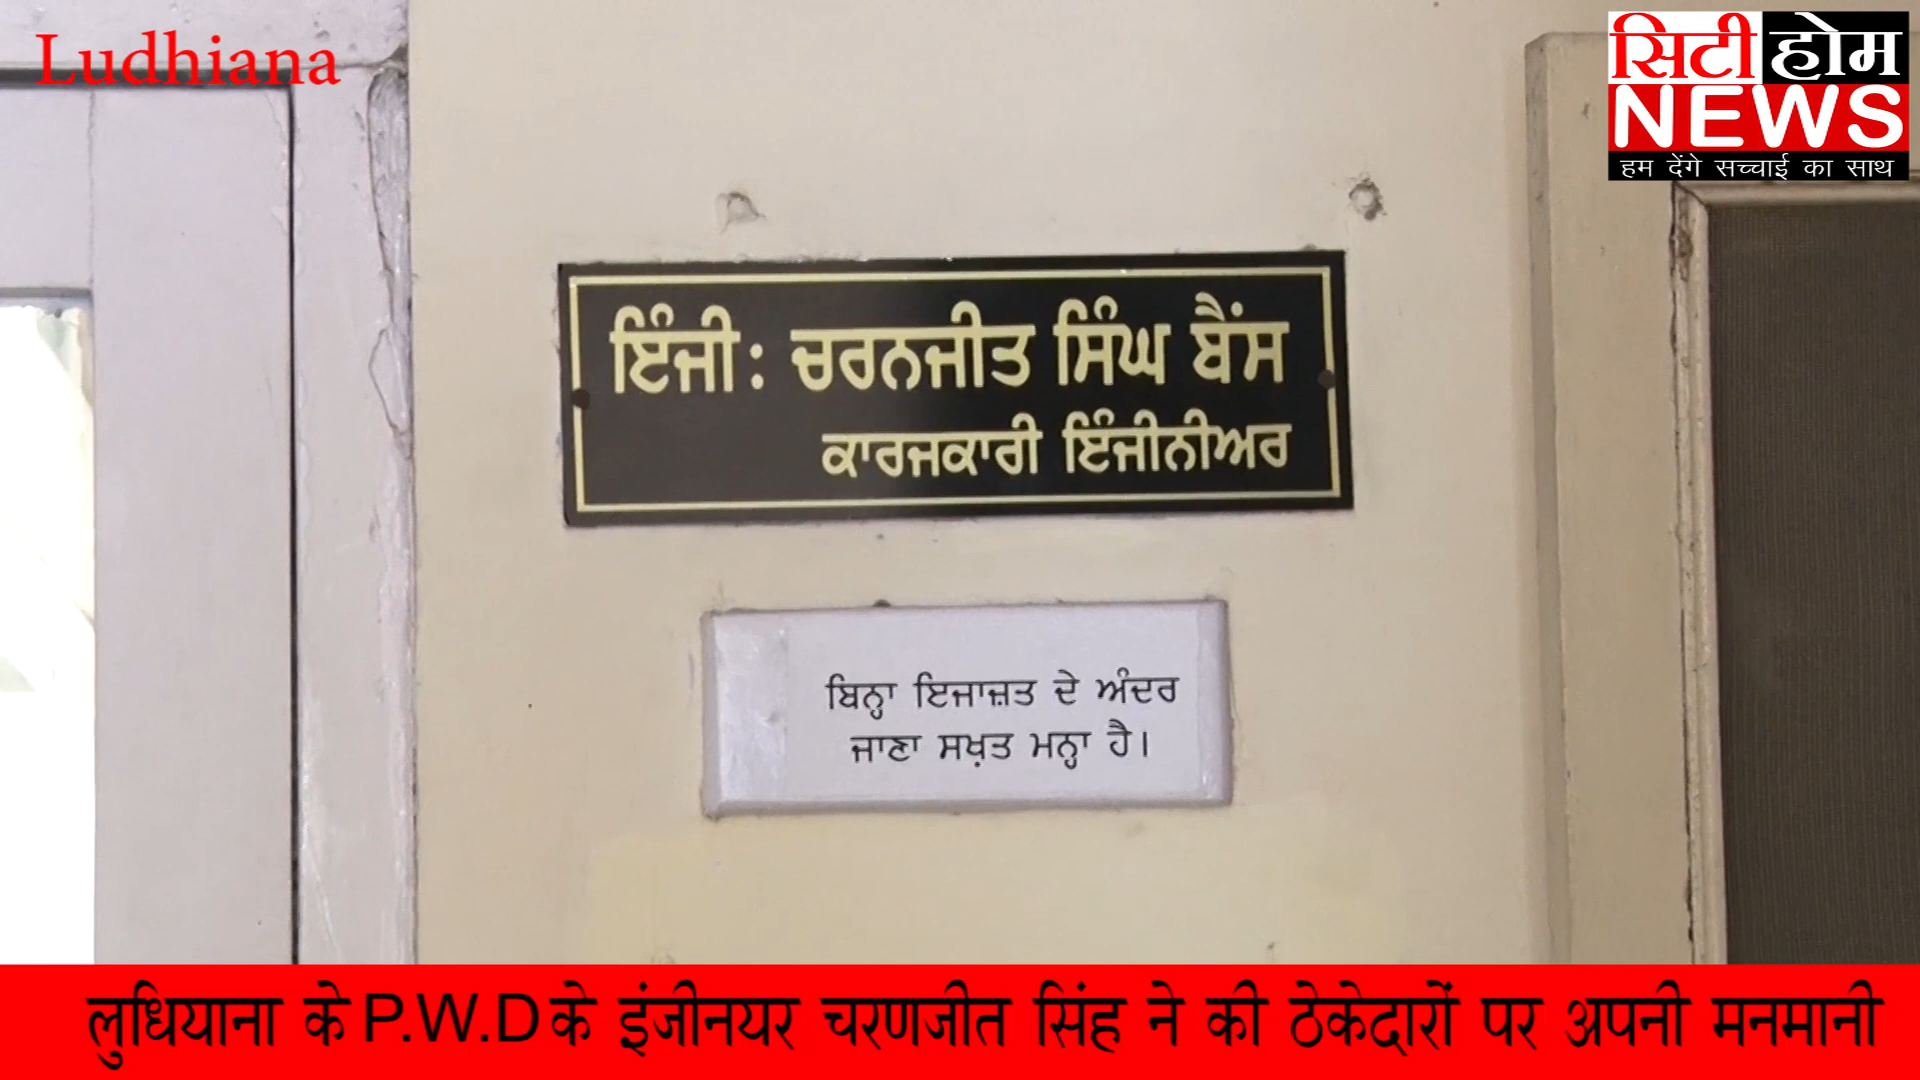 Ludhiana
सिटी होम
NEWS
हम देंगे सच्चाई का साथ
ਇੰਜੀ: ਚਰਨਜੀਤ ਸਿੰਘ ਬੈਂਸ
ਕਾਰਜਕਾਰੀ ਇੰਜੀਨੀਅਰ
ਬਿਨ੍ਹਾ ਇਜਾਜ਼ਤ ਦੇ ਅੰਦਰ
ਜਾਣਾ ਸਖ਼ਤ ਮਨ੍ਹਾ ਹੈ।
लुधियाना के P.W.D के इंजीनयर चरणजीत सिंह ने की ठेकेदारों पर अपनी मनमानी